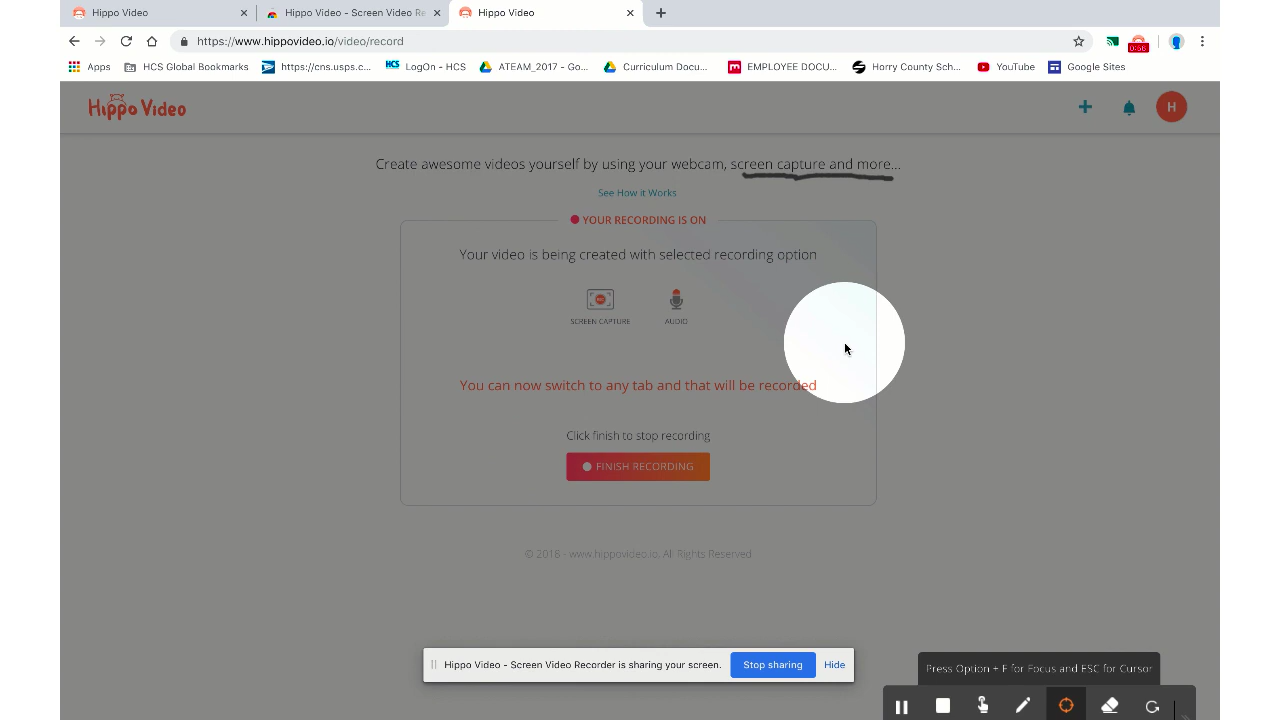 Hippo Video
Hippo Video - Screen Video Re
Hippo Video
https://www.hippovideo.io/video/record
0:56
Apps
HCS Global Bookmarks
https://cns.usps.c...
HCS
LogOn - HCS
ATEAM_2017 - Go...
Curriculum Docu...
EMPLOYEE DOCU...
Horry County Sch...
YouTube
Google Sites
Hippo Video
H
Create awesome videos yourself by using your webcam, screen capture and more...
See How it Works
YOUR RECORDING IS ON
Your video is being created with selected recording option
SCREEN CAPTURE
AUDIO
You can now switch to any tab and that will be recorded
Click finish to stop recording
FINISH RECORDING
© 2018 - www.hippovideo.io. All Rights Reserved
Hippo Video - Screen Video Recorder is sharing your screen.
Stop sharing
Hide
Press Option + F for Focus and ESC for Cursor